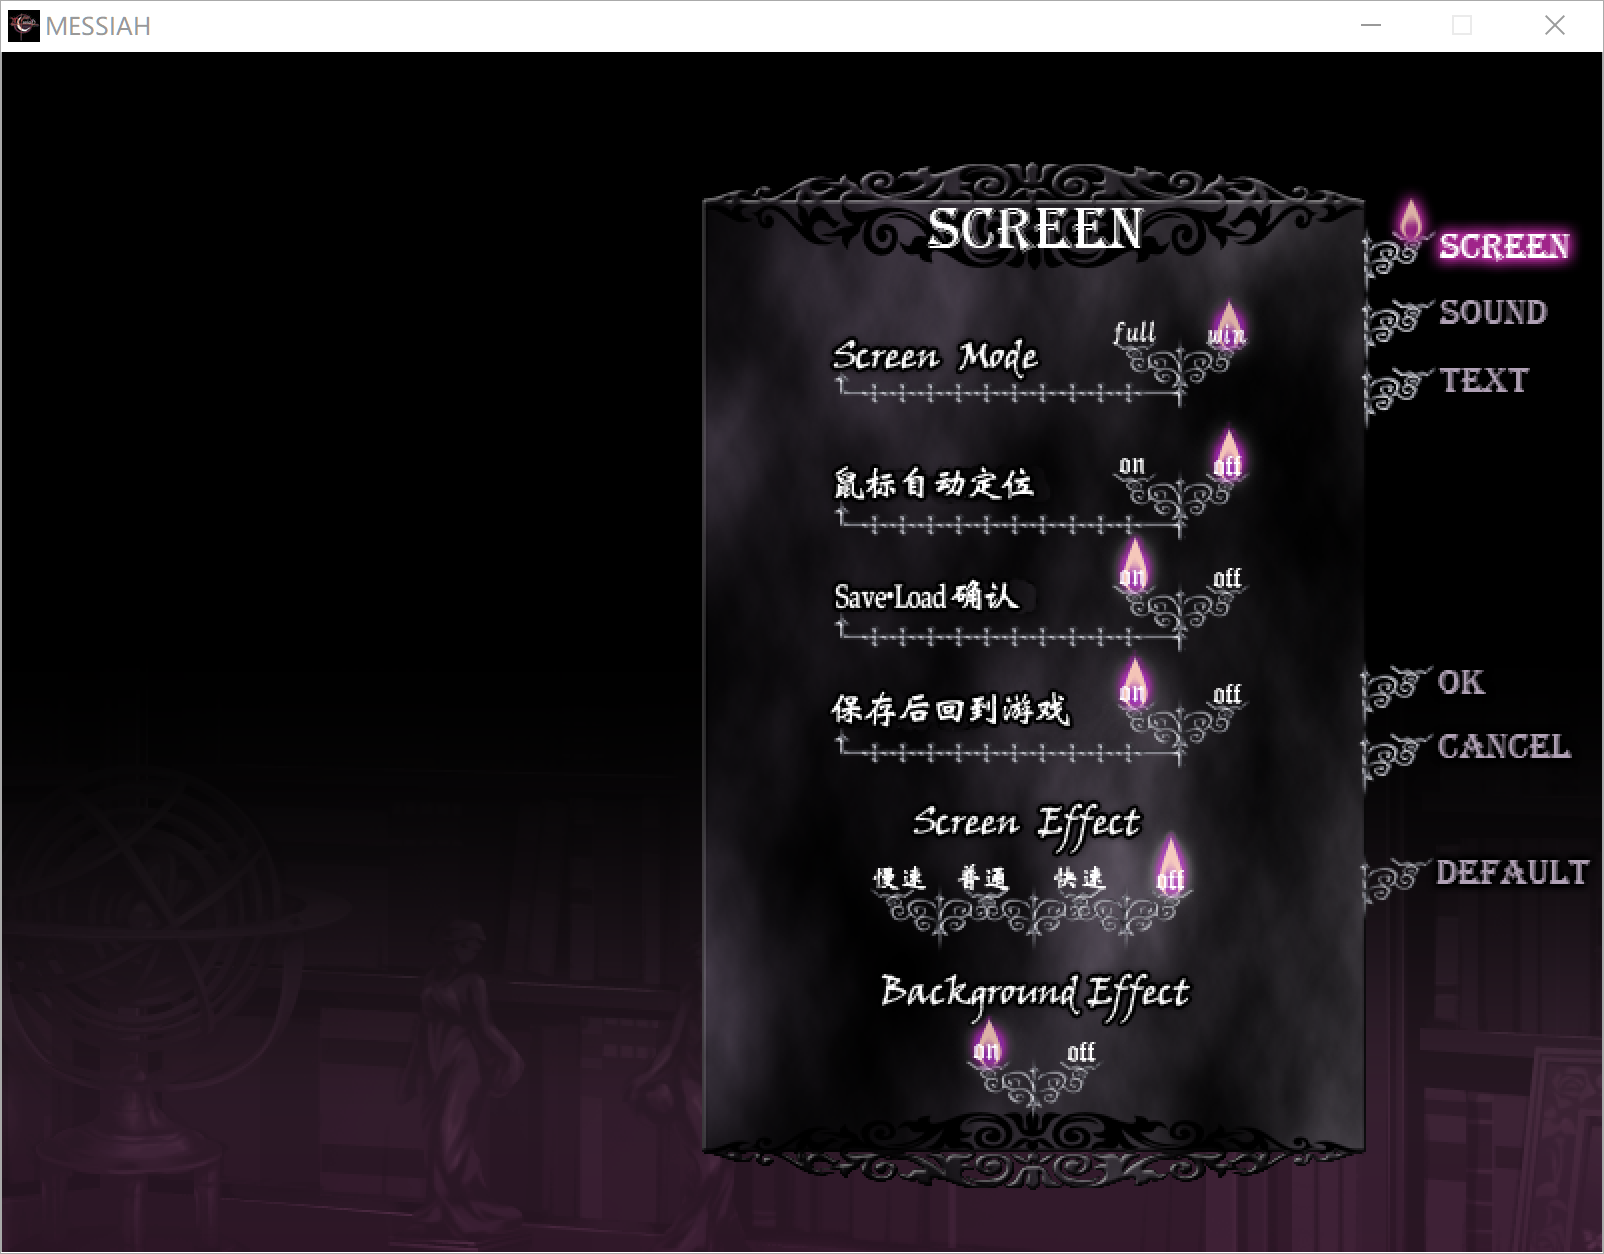 MESSIAH
SCREEN
SCREEN
SOUND
TEXT
Screen Mode
full win
鼠标自动定位
on off
Save•Load 确认
on off
保存后回到游戏
on off
Screen Effect
慢速 普通 快速 off
Background Effect
on off
OK
CANCEL
DEFAULT